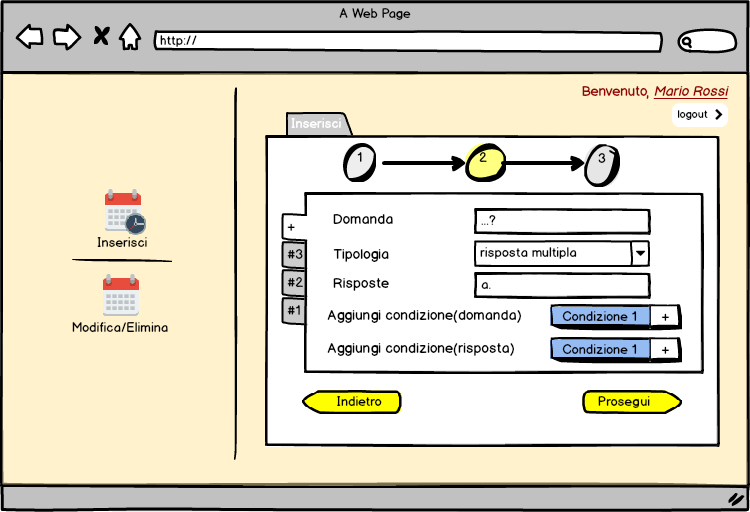 A Web Page
http://
Benvenuto, Mario Rossi
logout
Inserisci
1
2
3
Inserisci
Modifica/Elimina
+
#3
#2
#1
Domanda
...?
Tipologia
risposta multipla
Risposte
a.
Aggiungi condizione(domanda)
Condizione 1
+
Aggiungi condizione(risposta)
Condizione 1
+
Indietro
Prosegui